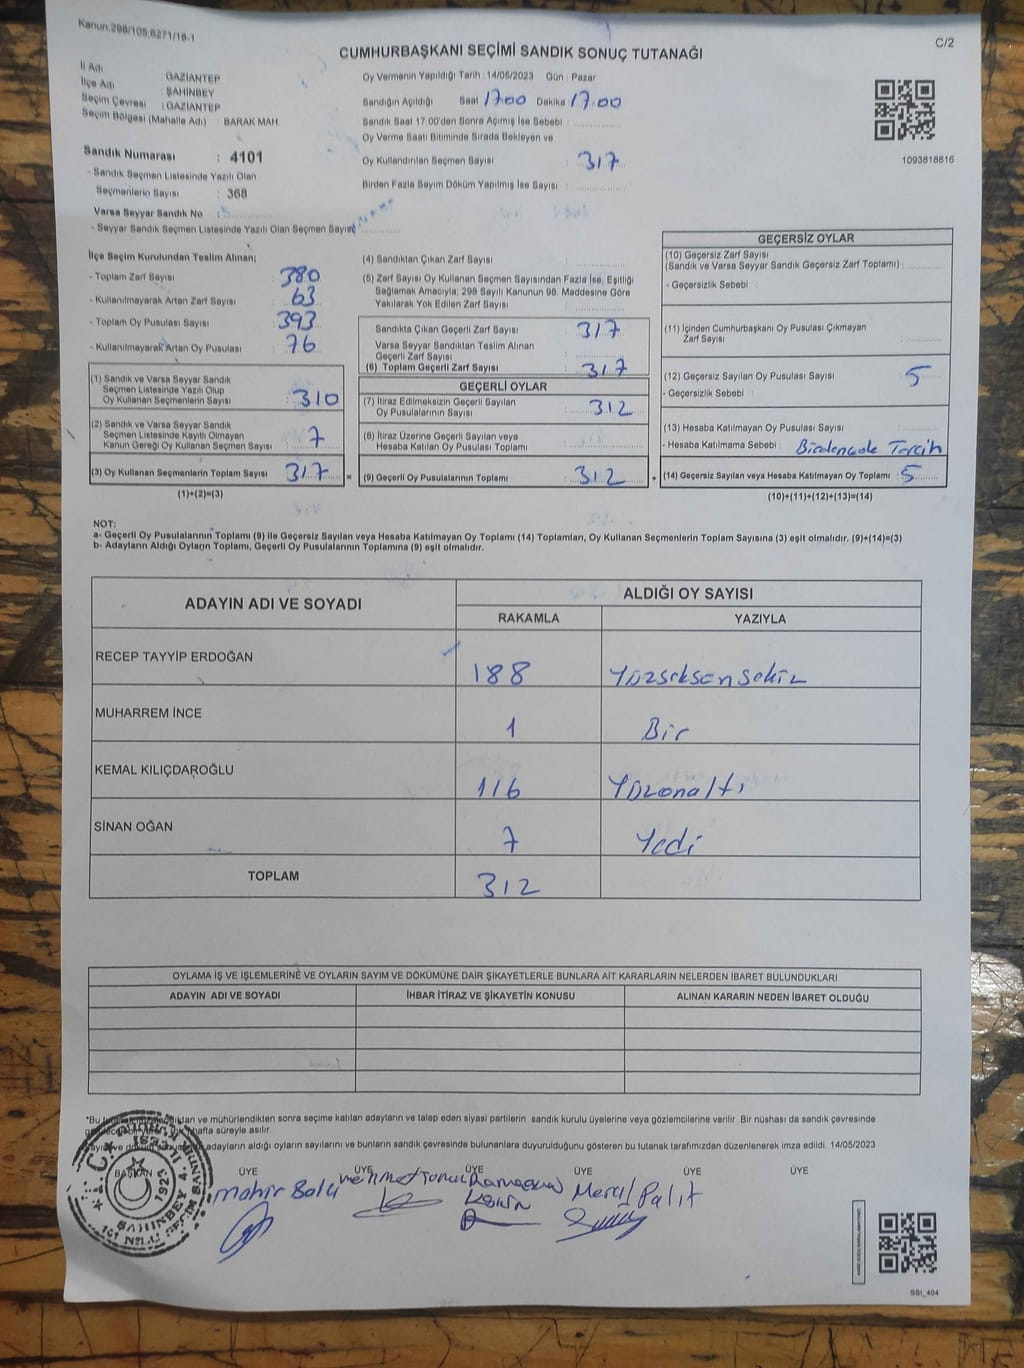 Kanun:298/105,6271/18-1
C/2
CUMHURBAŞKANI SEÇİMİ SANDIK SONUÇ TUTANAĞI
İl Adı : GAZİANTEP
İlçe Adı : ŞAHİNBEY
Seçim Çevresi : GAZİANTEP
Seçim Bölgesi (Mahalle Adı) : BARAK MAH.
Sandık Numarası : 4101
- Sandık Seçmen Listesinde Yazılı Olan
Seçmenlerin Sayısı : 368
Varsa Seyyar Sandık No :
- Seyyar Sandık Seçmen Listesinde Yazılı Olan Seçmen Sayısı
Oy Vermenin Yapıldığı Tarih :14/05/2023 Gün : Pazar
Sandığın Açıldığı Saat 17.00 Dakika 17.00
Sandık Saat 17.00'den Sonra Açımış İse Sebebi :
Oy Verme Saati Bitiminde Sırada Bekleyen ve
Oy Kullandırılan Seçmen Sayısı : 317
Birden Fazla Sayım Döküm Yapılmış İse Sayısı :
1093818816
İlçe Seçim Kurulundan Teslim Alınan;
- Toplam Zarf Sayısı : 380
- Kullanılmayarak Artan Zarf Sayısı : 63
- Toplam Oy Pusulası Sayısı : 393
- Kullanılmayarak Artan Oy Pusulası : 76
(1) Sandık ve Varsa Seyyar Sandık
Seçmen Listesinde Yazılı Olup
Oy Kullanan Seçmenlerin Sayısı : 310
(2) Sandık ve Varsa Seyyar Sandık
Seçmen Listesinde Kayıtlı Olmayan
Kanun Gereği Oy Kullanan Seçmen Sayısı : 7
(3) Oy Kullanan Seçmenlerin Toplam Sayısı : 317
(1)+(2)=(3)
(4) Sandıktan Çıkan Zarf Sayısı :
(5) Zarf Sayısı Oy Kullanan Seçmen Sayısından Fazla İse, Eşitliği
Sağlamak Amacıyla; 298 Sayılı Kanunun 98. Maddesine Göre
Yakılarak Yok Edilen Zarf Sayısı :
Sandıkta Çıkan Geçerli Zarf Sayısı : 317
Varsa Seyyar Sandıktan Teslim Alınan
Geçerli Zarf Sayısı :
(6) Toplam Geçerli Zarf Sayısı : 317
GEÇERLİ OYLAR
(7) İtiraz Edilmeksizin Geçerli Sayılan
Oy Pusulalarının Sayısı : 312
(8) İtiraz Üzerine Geçerli Sayılan veya
Hesaba Katılan Oy Pusulası Toplamı :
= (9) Geçerli Oy Pusulalarının Toplamı : 312 +
GEÇERSİZ OYLAR
(10) Geçersiz Zarf Sayısı
(Sandık ve Varsa Seyyar Sandık Geçersiz Zarf Toplamı) :
- Geçersizlik Sebebi :
(11) İçinden Cumhurbaşkanı Oy Pusulası Çıkmayan
Zarf Sayısı :
(12) Geçersiz Sayılan Oy Pusulası Sayısı : 5
- Geçersizlik Sebebi :
(13) Hesaba Katılmayan Oy Pusulası Sayısı :
- Hesaba Katılmama Sebebi : Birdençok Tercih
(14) Geçersiz Sayılan veya Hesaba Katılmayan Oy Toplamı : 5
(10)+(11)+(12)+(13)=(14)
NOT:
a- Geçerli Oy Pusulalarının Toplamı (9) ile Geçersiz Sayılan veya Hesaba Katılmayan Oy Toplamı (14) Toplamları, Oy Kullanan Seçmenlerin Toplam Sayısına (3) eşit olmalıdır. (9)+(14)=(3)
b- Adayların Aldığı Oyların Toplamı, Geçerli Oy Pusulalarının Toplamına (9) eşit olmalıdır.
ADAYIN ADI VE SOYADI ALDIĞI OY SAYISI
RAKAMLA YAZIYLA
RECEP TAYYİP ERDOĞAN 188 Yüzseksensekiz
MUHARREM İNCE 1 Bir
KEMAL KILIÇDAROĞLU 116 Yüzonaltı
SİNAN OĞAN 7 Yedi
TOPLAM 312
OYLAMA İŞ VE İŞLEMLERİNE VE OYLARIN SAYIM VE DÖKÜMÜNE DAİR ŞİKAYETLERLE BUNLARA AİT KARARLARIN NELERDEN İBARET BULUNDUKLARI
ADAYIN ADI VE SOYADI İHBAR İTİRAZ VE ŞİKAYETİN KONUSU ALINAN KARARIN NEDEN İBARET OLDUĞU
*Bu ve mühürlendikten sonra seçime katılan adayların ve talep eden siyasi partilerin sandık kurulu üyelerine veya gözlemcilerine verilir. Bir nüshası da sandık çevresinde
hafta süreyle asılır.
adayların aldığı oyların sayılarını ve bunların sandık çevresinde bulunanlara duyurulduğunu gösteren bu tutanak tarafımızdan düzenlenerek imza edildi. 14/05/2023
BAŞKAN ÜYE ÜYE ÜYE ÜYE ÜYE ÜYE
Mahir Mehmet Ramazan Meral Palit
T.C. ŞAHİNBEY 4. İLÇE SEÇİM KURULU 1923
SSI_404